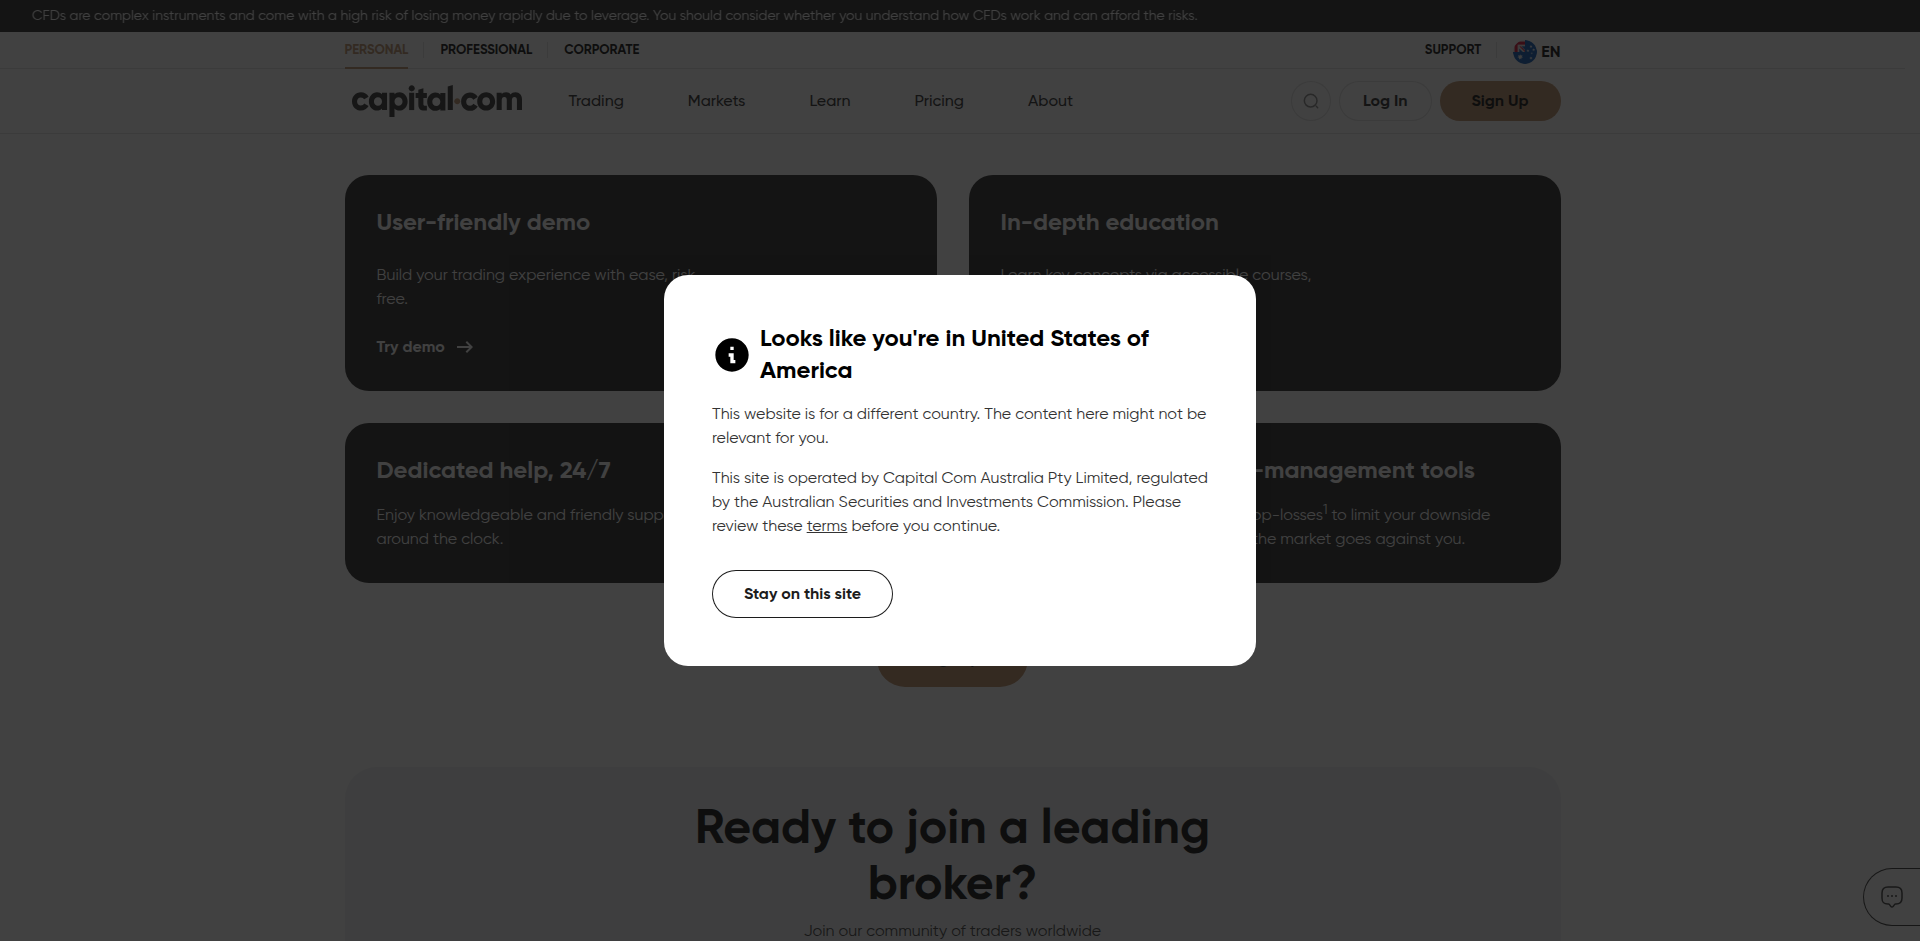 CFDs are complex instruments and come with a high risk of losing money rapidly due to leverage. You should consider whether you understand how CFDs work and can afford the risks.
PERSONAL PROFESSIONAL CORPORATE SUPPORT EN
capital.com Trading Markets Learn Pricing About Log In Sign Up
User-friendly demo
Build your trading experience with ease, risk
free.
Try demo
In-depth education
Learn key concepts via accessible courses,
Looks like you're in United States of
America
This website is for a different country. The content here might not be
relevant for you.
This site is operated by Capital Com Australia Pty Limited, regulated
by the Australian Securities and Investments Commission. Please
review these terms before you continue.
Stay on this site
Dedicated help, 24/7
Enjoy knowledgeable and friendly supp
around the clock.
-management tools
op-losses1 to limit your downside
the market goes against you.
Ready to join a leading
broker?
Join our community of traders worldwide